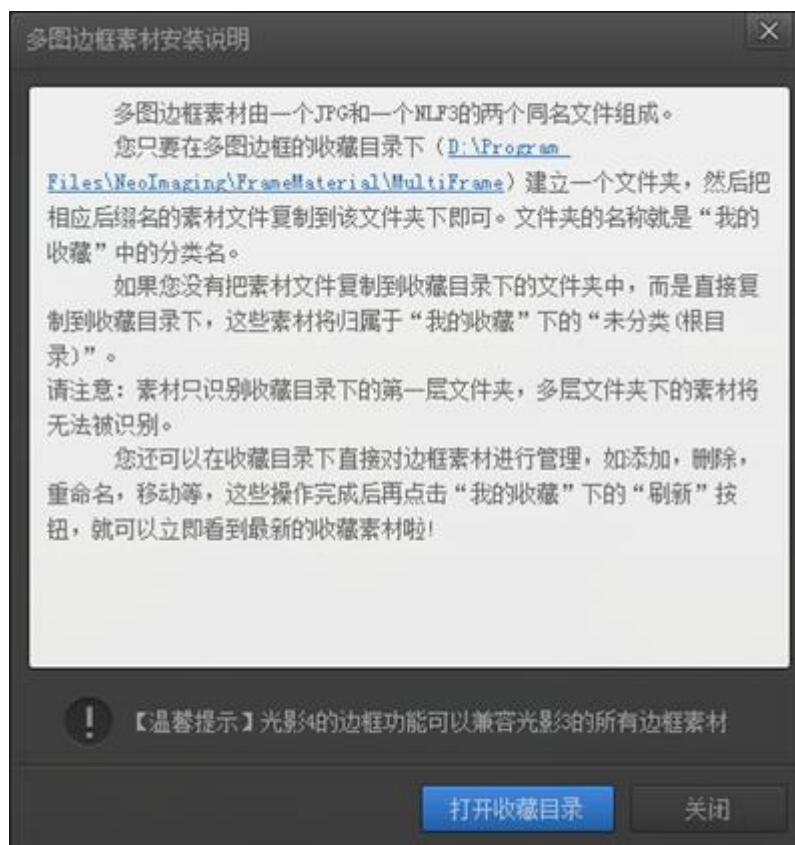 多图边框素材安装说明
多图边框素材由一个JPG和一个NLF3的两个同名文件组成。
您只要在多图边框的收藏目录下（D:\Program
Files\NeoImaging\FrameMaterial\MultiFrame）建立一个文件夹，然后把
相应后缀名的素材文件复制到该文件夹下即可。文件夹的名称就是“我的
收藏”中的分类名。
如果您没有把素材文件复制到收藏目录下的文件夹中，而是直接复
制到收藏目录下，这些素材将归属于“我的收藏”下的“未分类(根目
录)”。
请注意：素材只识别收藏目录下的第一层文件夹，多层文件夹下的素材将
无法被识别。
您还可以在收藏目录下直接对边框素材进行管理，如添加，删除，
重命名，移动等，这些操作完成后再点击“我的收藏”下的“刷新”按
钮，就可以立即看到最新的收藏素材啦！
【温馨提示】光影4的边框功能可以兼容光影3的所有边框素材
打开收藏目录
关闭